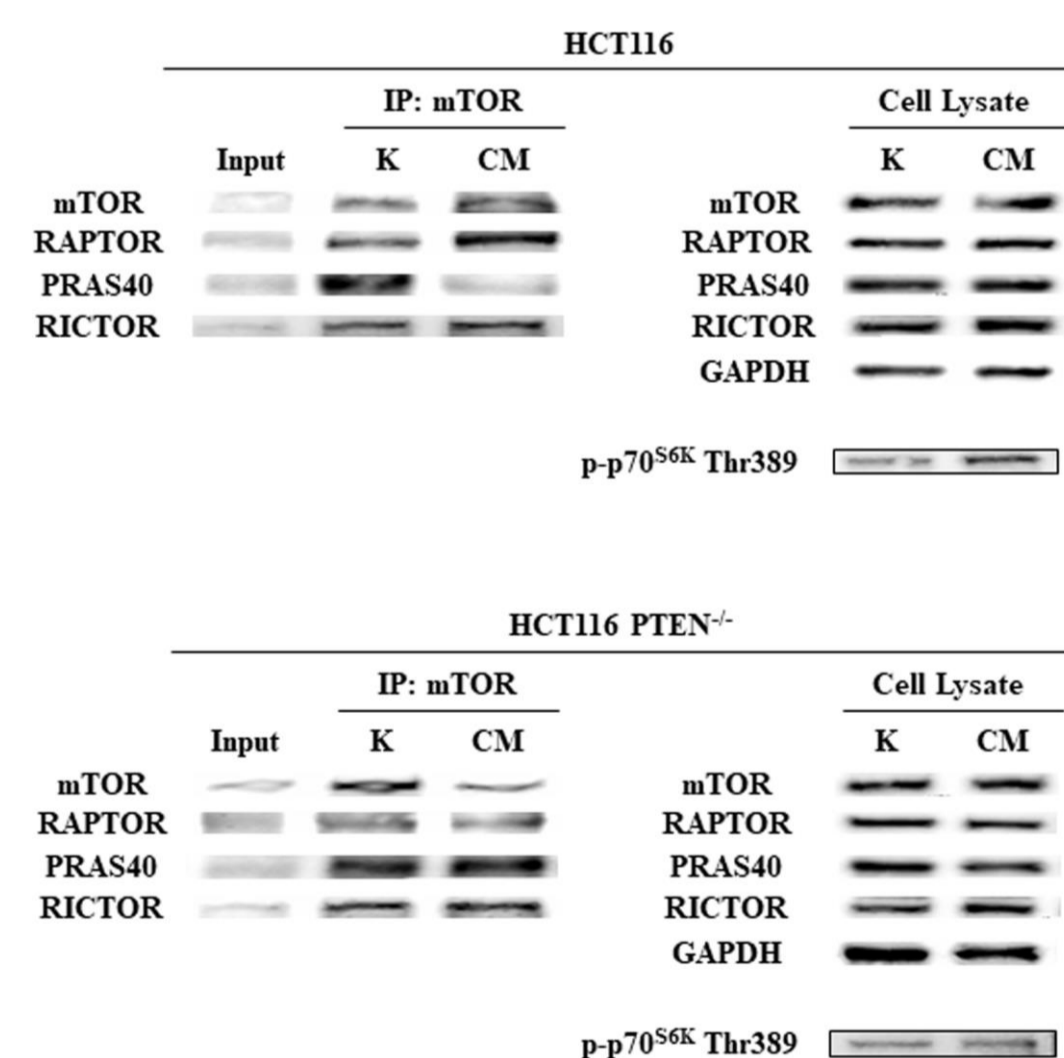 HCT116
IP: mTOR Cell Lysate
Input K CM K CM
mTOR mTOR
RAPTOR RAPTOR
PRAS40 PRAS40
RICTOR RICTOR
GAPDH
p-p70S6K Thr389
HCT116 PTEN-/-
IP: mTOR Cell Lysate
Input K CM K CM
mTOR mTOR
RAPTOR RAPTOR
PRAS40 PRAS40
RICTOR RICTOR
GAPDH
p-p70S6K Thr389